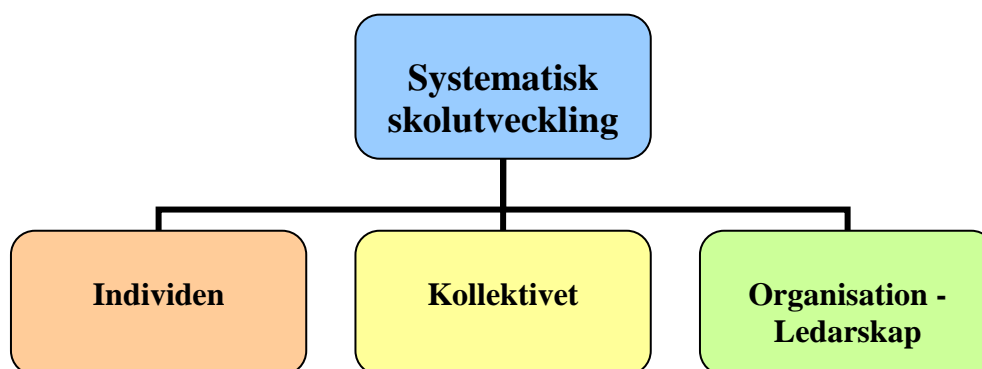 Systematisk
skolutveckling
Individen
Kollektivet
Organisation -
Ledarskap